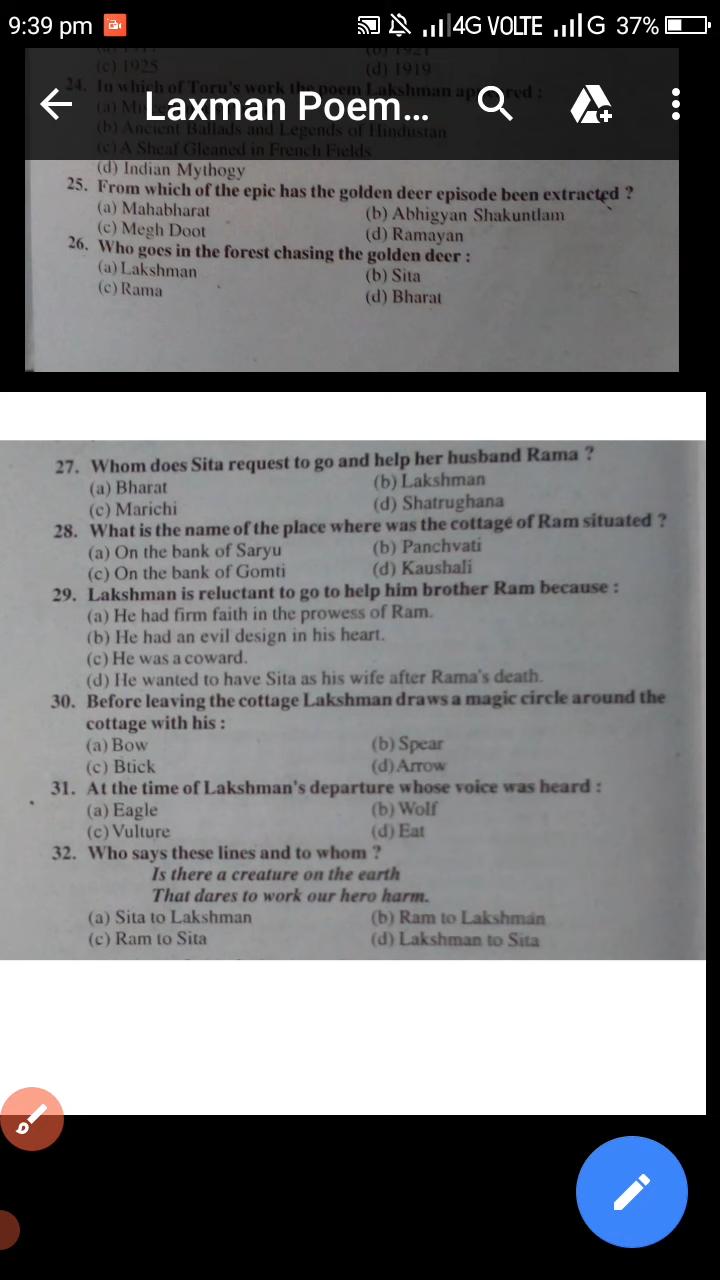 9:39 pm 4G VOLTE G 37%
(c) 1925 (d) 1919
24. In which of Toru's work the poem Lakshman
Laxman Poem...
(b) Ancient Ballads and Legends of Hindustan
(c) A Sheaf Gleaned in French Fields
(d) Indian Mythogy
25. From which of the epic has the golden deer episode been extracted ?
(a) Mahabharat (b) Abhigyan Shakuntlam
(c) Megh Doot (d) Ramayan
26. Who goes in the forest chasing the golden deer :
(a) Lakshman (b) Sita
(c) Rama (d) Bharat
27. Whom does Sita request to go and help her husband Rama ?
(a) Bharat (b) Lakshman
(c) Marichi (d) Shatrughana
28. What is the name of the place where was the cottage of Ram situated ?
(a) On the bank of Saryu (b) Panchvati
(c) On the bank of Gomti (d) Kaushali
29. Lakshman is reluctant to go to help him brother Ram because :
(a) He had firm faith in the prowess of Ram.
(b) He had an evil design in his heart.
(c) He was a coward.
(d) He wanted to have Sita as his wife after Rama's death.
30. Before leaving the cottage Lakshman draws a magic circle around the
cottage with his :
(a) Bow (b) Spear
(c) Btick (d) Arrow
31. At the time of Lakshman's departure whose voice was heard :
(a) Eagle (b) Wolf
(c) Vulture (d) Eat
32. Who says these lines and to whom ?
Is there a creature on the earth
That dares to work our hero harm.
(a) Sita to Lakshman (b) Ram to Lakshman
(c) Ram to Sita (d) Lakshman to Sita